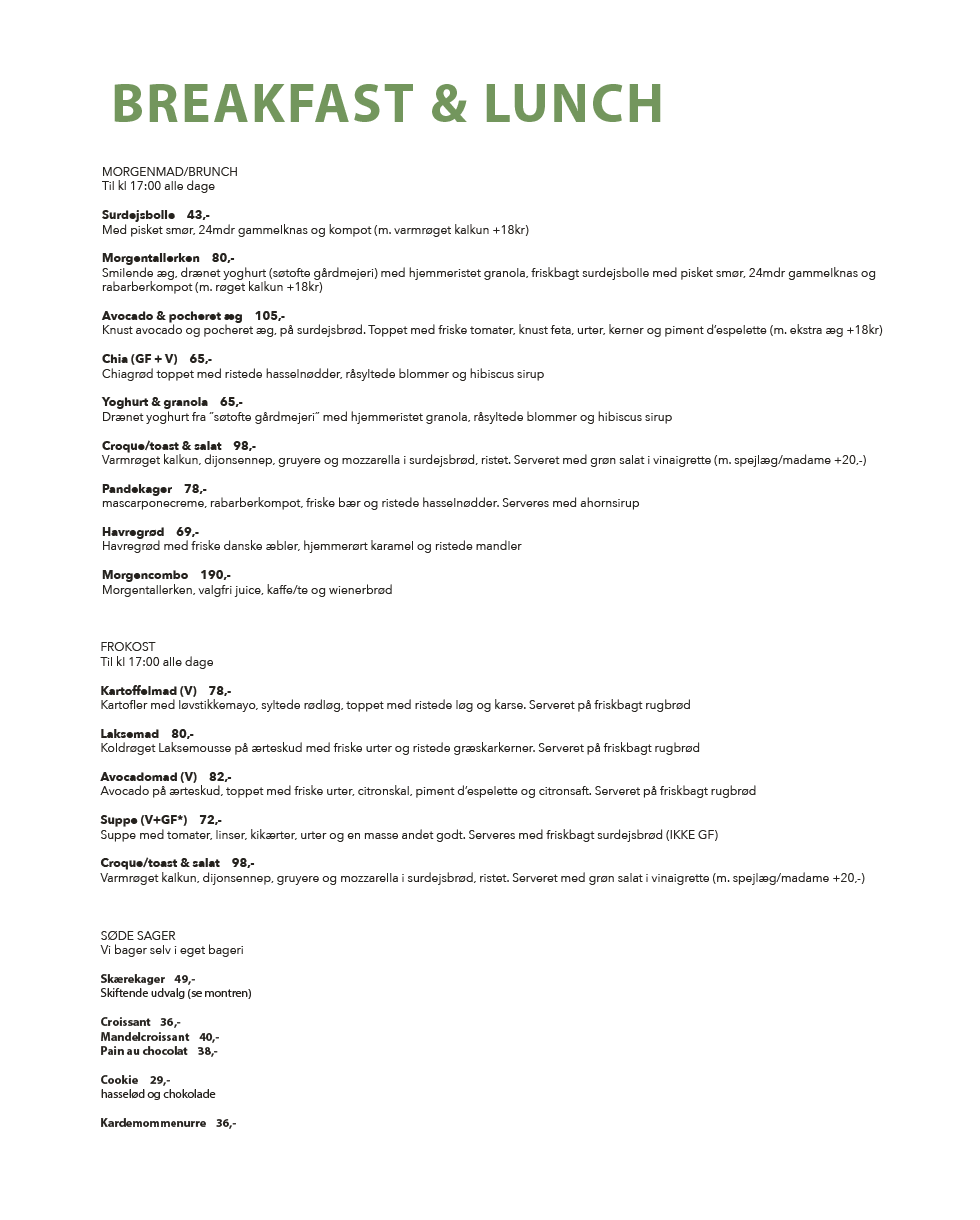 BREAKFAST & LUNCH
MORGENMAD/BRUNCH
Til kl 17:00 alle dage
Surdejsbolle 43,-
Med pisket smør, 24mdr gammelknas og kompot (m. varmrøget kalkun +18kr)
Morgentallerken 80,-
Smilende æg, drænet yoghurt (søtofte gårdmejeri) med hjemmeristet granola, friskbagt surdejsbolle med pisket smør, 24mdr gammelknas og
rabarberkompot (m. røget kalkun +18kr)
Avocado & pocheret æg 105,-
Knust avocado og pocheret æg, på surdejsbrød. Toppet med friske tomater, knust feta, urter, kerner og piment d'espelette (m. ekstra æg +18kr)
Chia (GF + V) 65,-
Chiagrød toppet med ristede hasselnødder, råsyltede blommer og hibiscus sirup
Yoghurt & granola 65,-
Drænet yoghurt fra "søtofte gårdmejeri" med hjemmeristet granola, råsyltede blommer og hibiscus sirup
Croque/toast & salat 98,-
Varmrøget kalkun, dijonsennep, gruyere og mozzarella i surdejsbrød, ristet. Serveret med grøn salat i vinaigrette (m. spejlæg/madame +20,-)
Pandekager 78,-
mascarponecreme, rabarberkompot, friske bær og ristede hasselnødder. Serveres med ahornsirup
Havregrød 69,-
Havregrød med friske danske æbler, hjemmerørt karamel og ristede mandler
Morgencombo 190,-
Morgentallerken, valgfri juice, kaffe/te og wienerbrød
FROKOST
Til kl 17:00 alle dage
Kartoffelmad (V) 78,-
Kartofler med løvstikkemayo, syltede rødløg, toppet med ristede løg og karse. Serveret på friskbagt rugbrød
Laksemad 80,-
Koldrøget Laksemousse på ærteskud med friske urter og ristede græskarkerner. Serveret på friskbagt rugbrød
Avocadomad (V) 82,-
Avocado på ærteskud, toppet med friske urter, citronskal, piment d'espelette og citronsaft. Serveret på friskbagt rugbrød
Suppe (V+GF*) 72,-
Suppe med tomater, linser, kikærter, urter og en masse andet godt. Serveres med friskbagt surdejsbrød (IKKE GF)
Croque/toast & salat 98,-
Varmrøget kalkun, dijonsennep, gruyere og mozzarella i surdejsbrød, ristet. Serveret med grøn salat i vinaigrette (m. spejlæg/madame +20,-)
SØDE SAGER
Vi bager selv i eget bageri
Skærekager 49,-
Skiftende udvalg (se montren)
Croissant 36,-
Mandelcroissant 40,-
Pain au chocolat 38,-
Cookie 29,-
hasselød og chokolade
Kardemommenurre 36,-